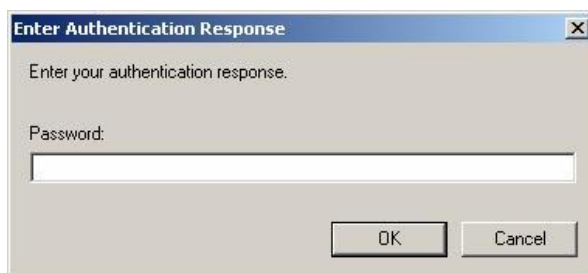 Enter Authentication Response
Enter your authentication response.
Password:
OK Cancel